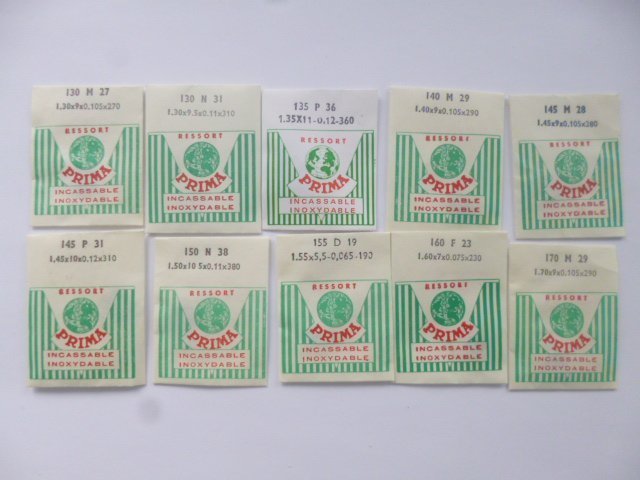 130 M 27
1.30x9x0.105x270
RESSORT
PRIMA
INCASSABLE
INOXYDABLE
130 N 31
1.30x9.5x0.11x310
RESSORT
PRIMA
INCASSABLE
INOXYDABLE
135 P 36
1.35X11-0.12-360
RESSORT
PRIMA
INCASSABLE
INOXYDABLE
140 M 29
1.40x9x0.105x290
RESSORT
PRIMA
INCASSABLE
INOXYDABLE
145 M 28
1.45x9x0.105x280
RESSORT
PRIMA
INCASSABLE
INOXYDABLE
145 P 31
1.45x10x0.12x310
RESSORT
PRIMA
INCASSABLE
INOXYDABLE
150 N 38
1.50x10 5x0.11x380
RESSORT
PRIMA
INCASSABLE
INOXYDABLE
155 D 19
1.55x5,5-0,065-190
RESSORT
PRIMA
INCASSABLE
INOXYDABLE
160 F 23
1.60x7x0.075x230
RESSORT
PRIMA
INCASSABLE
INOXYDABLE
170 M 29
1.70x9x0.105x290
RESSORT
PRIMA
INCASSABLE
INOXYDABLE